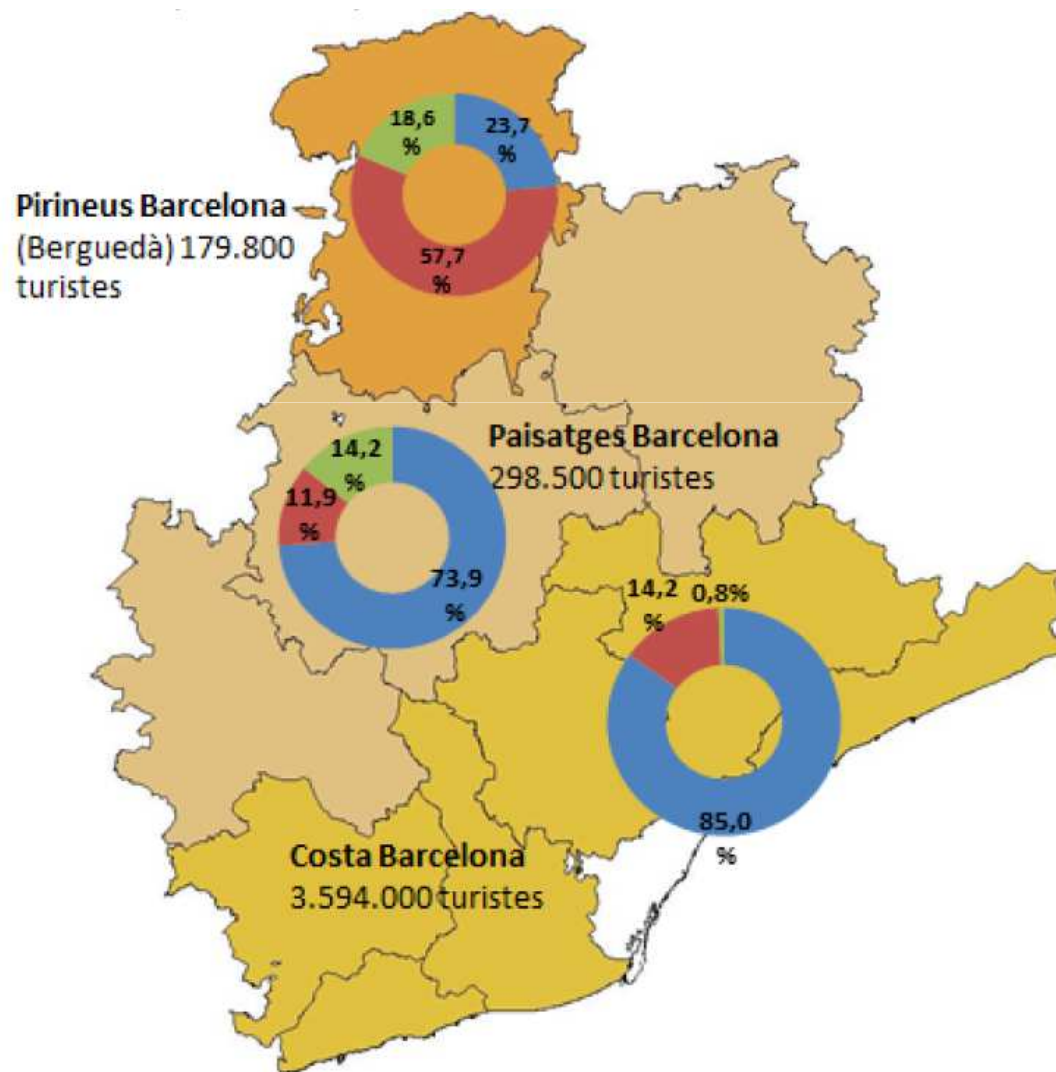 18,6
%
23,7
%
57,7
%
Pirineus Barcelona
(Berguedà) 179.800
turistes
Paisatges Barcelona
298.500 turistes
14,2
%
11,9
%
73,9
%
14,2
%
0,8%
85,0
%
Costa Barcelona
3.594.000 turistes